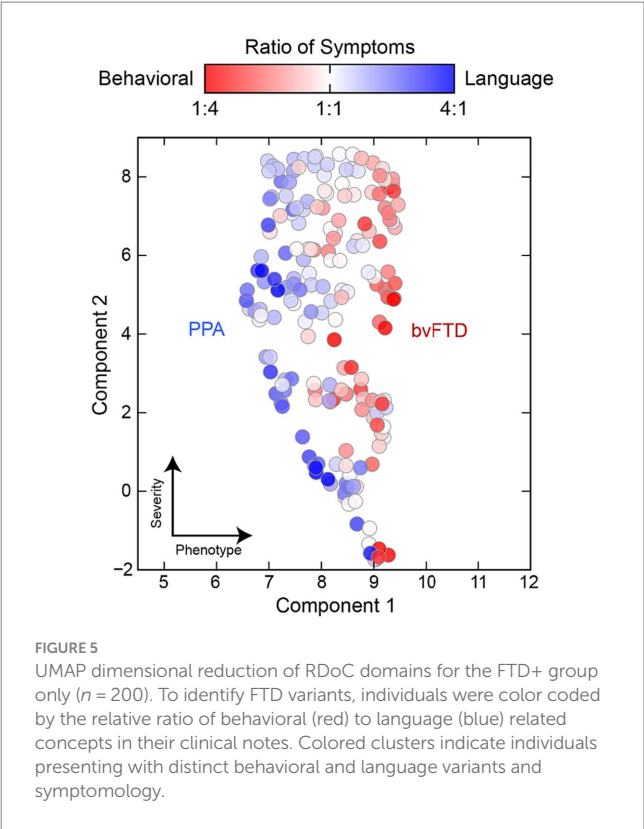 Ratio of Symptoms
Behavioral Language
1:4 1:1 4:1
8
6
4
2
0
−2
Component 2
PPA
bvFTD
Severity
Phenotype
5 6 7 8 9 10 11 12
Component 1
FIGURE 5
UMAP dimensional reduction of RDoC domains for the FTD+ group
only (n = 200). To identify FTD variants, individuals were color coded
by the relative ratio of behavioral (red) to language (blue) related
concepts in their clinical notes. Colored clusters indicate individuals
presenting with distinct behavioral and language variants and
symptomology.